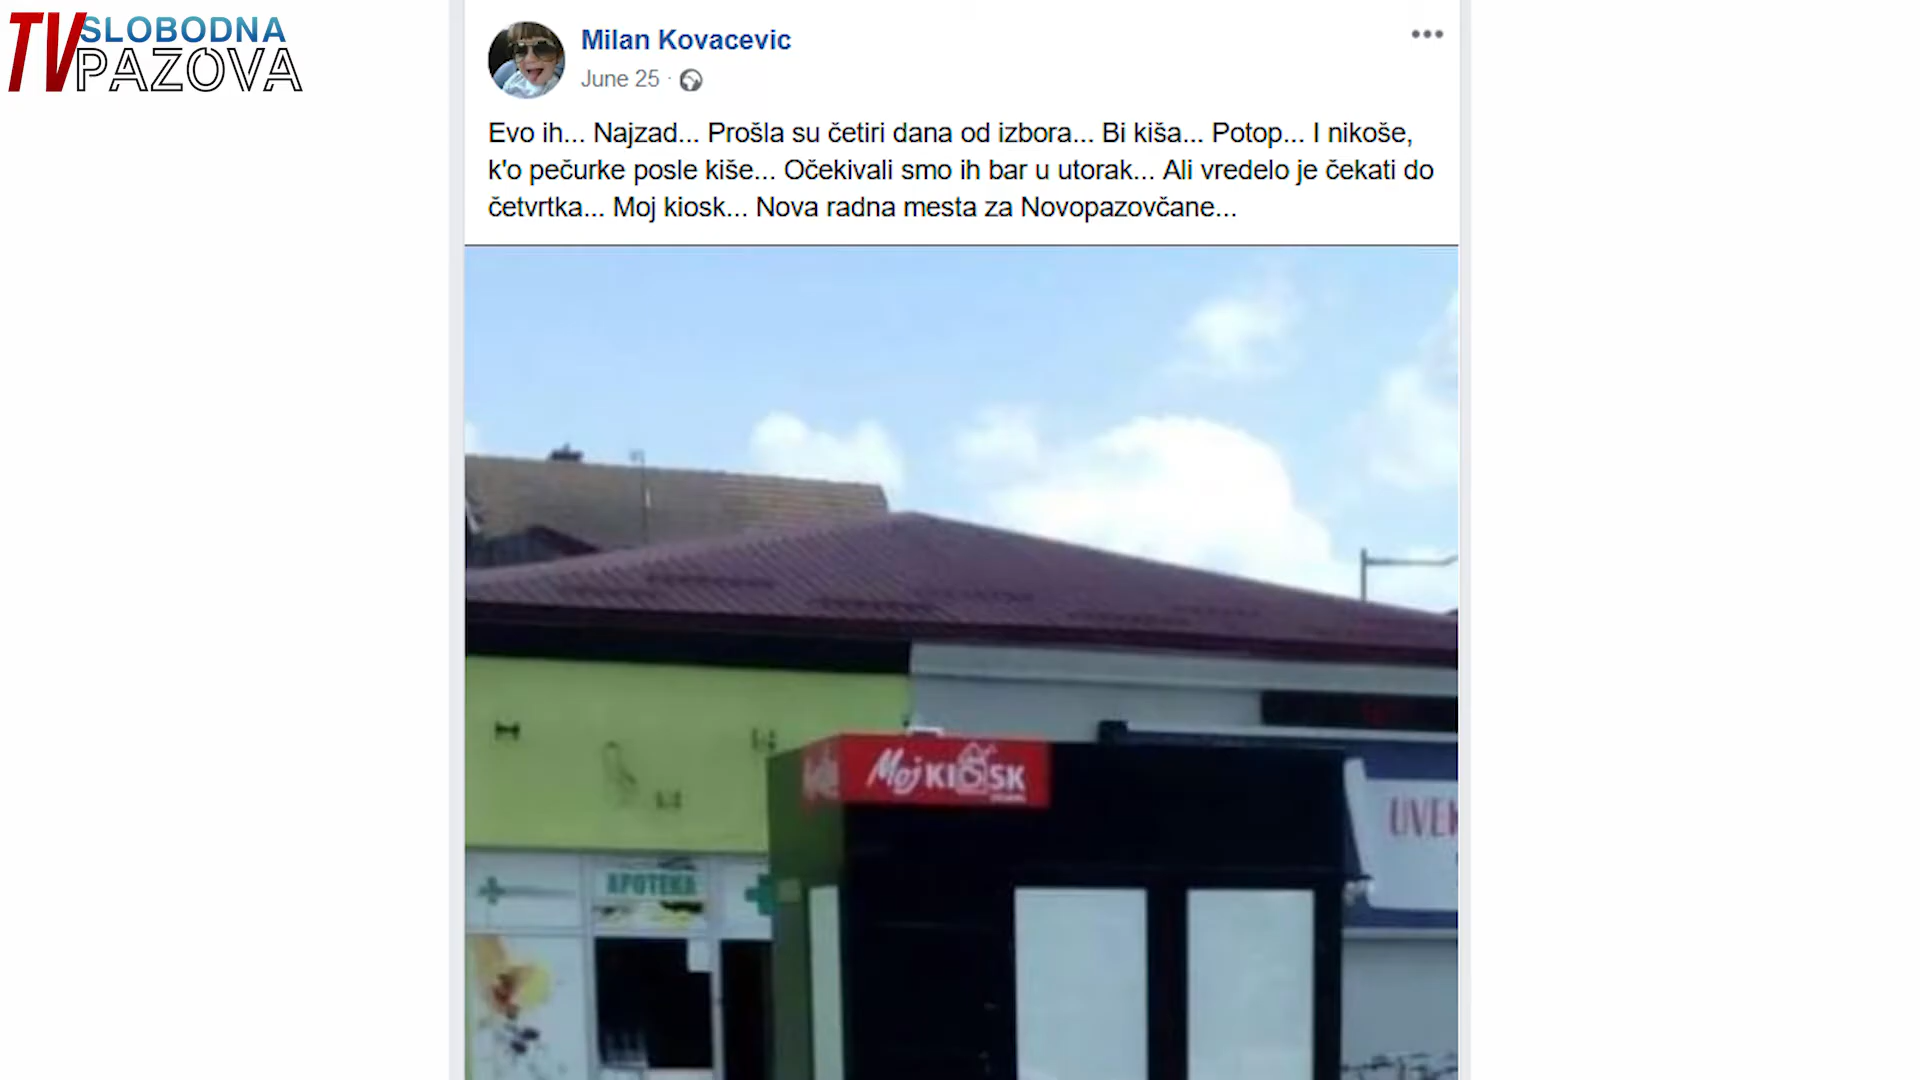 TV SLOBODNA
PAZOVA
Milan Kovacevic
June 25 ·
Evo ih... Najzad... Prošla su četiri dana od izbora... Bi kiša... Potop... I nikoše,
k'o pečurke posle kiše... Očekivali smo ih bar u utorak... Ali vredelo je čekati do
četvrtka... Moj kiosk... Nova radna mesta za Novopazovčane...
Moj KIOSK
UVEK
APOTEKA